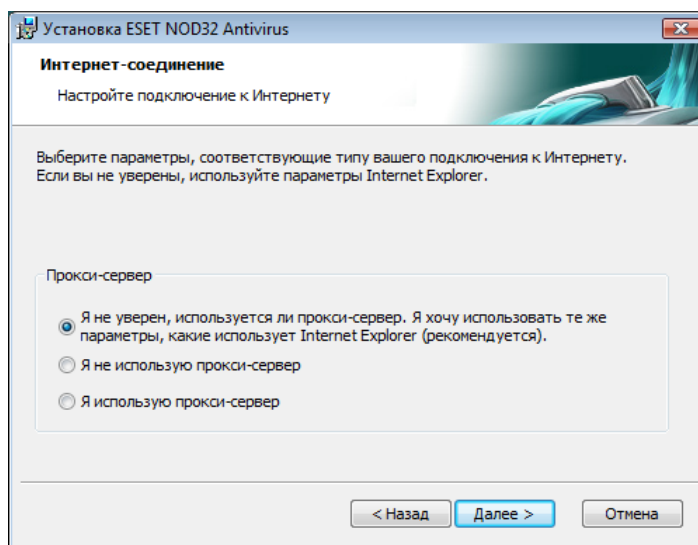 Установка ESET NOD32 Antivirus
Интернет-соединение
Настройте подключение к Интернету
Выберите параметры, соответствующие типу вашего подключения к Интернету.
Если вы не уверены, используйте параметры Internet Explorer.
Прокси-сервер
Я не уверен, используется ли прокси-сервер. Я хочу использовать те же
параметры, какие использует Internet Explorer (рекомендуется).
Я не использую прокси-сервер
Я использую прокси-сервер
< Назад
Далее >
Отмена